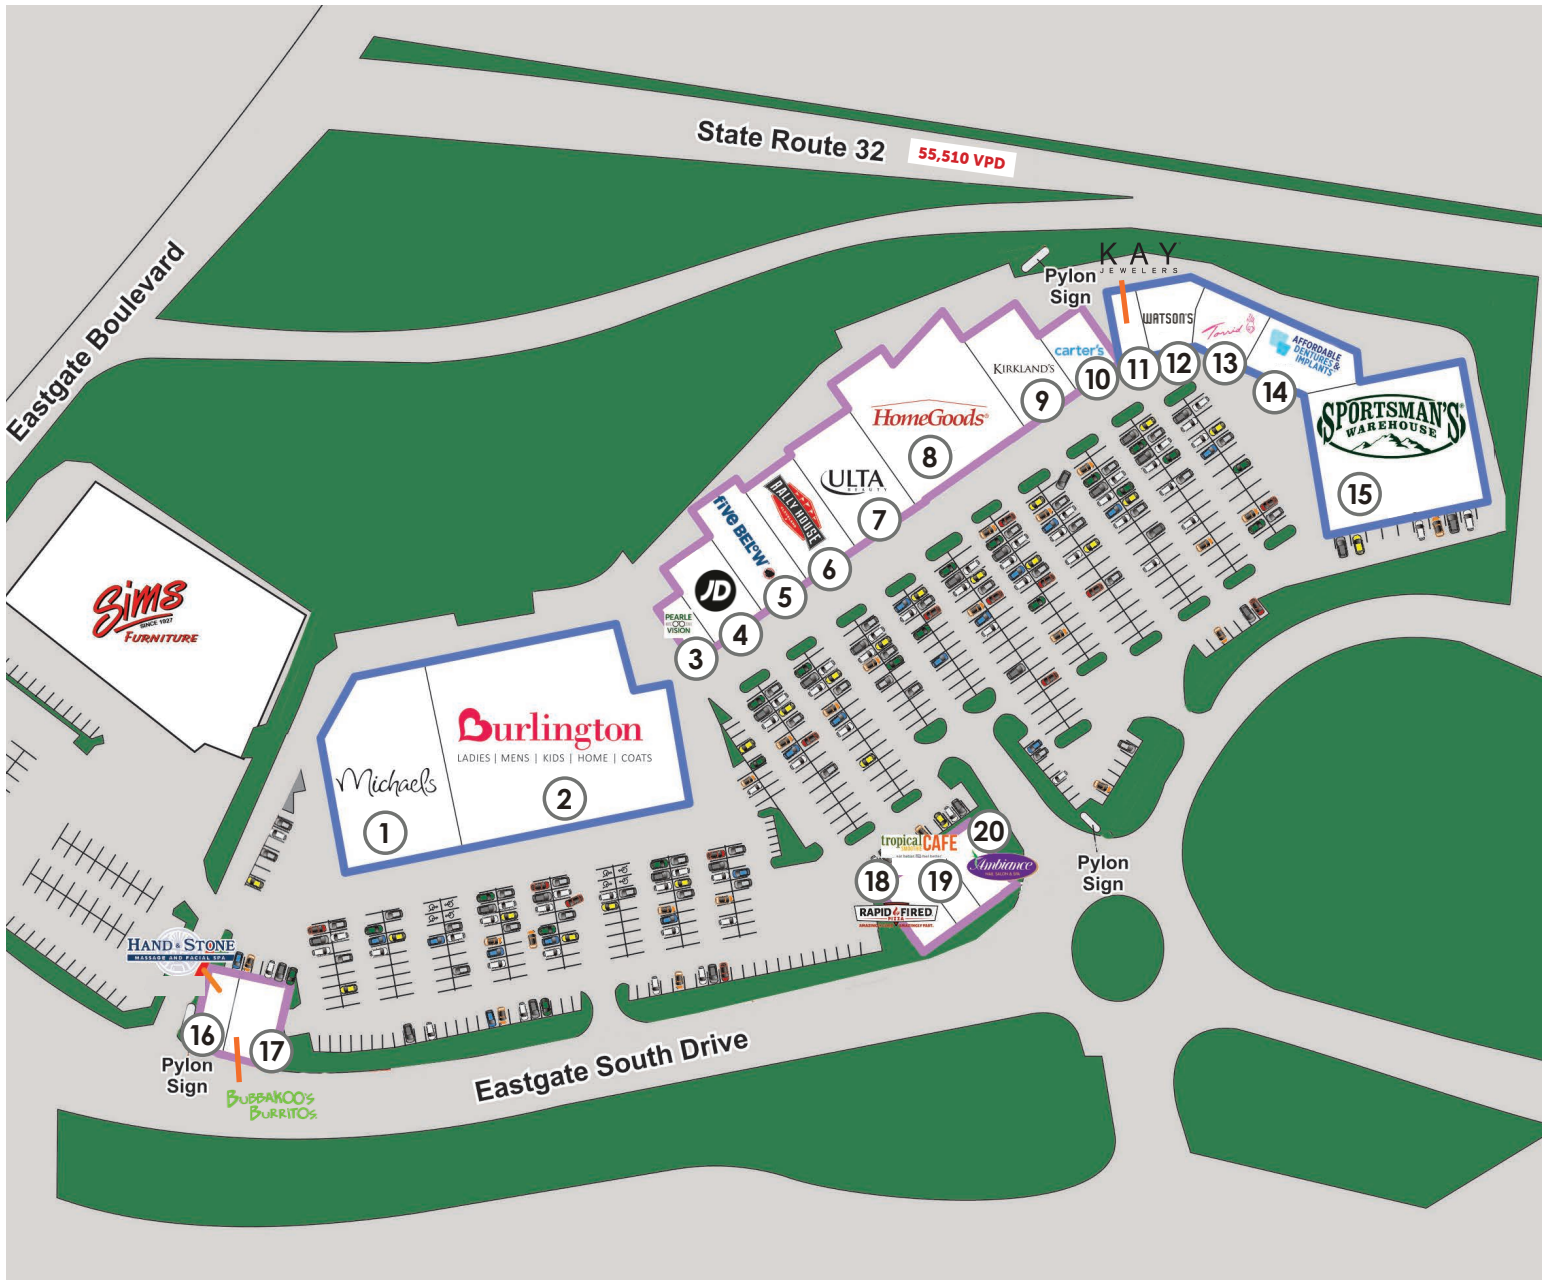 State Route 32
55,510 VPD
Eastgate Boulevard
KAY
JEWELERS
Pylon
Sign
WATSON'S
Torrid
AFFORDABLE
DENTURES &
IMPLANTS
carter's
10
11
12
13
14
KIRKLAND'S
9
SPORTSMAN'S®
WAREHOUSE
15
HomeGoods®
8
ULTA
BEAUTY
7
RALLY HOUSE
6
five BEL°W
5
JD
4
PEARLE
VISION
3
Sims
SINCE 1927
FURNITURE
Burlington
LADIES | MENS | KIDS | HOME | COATS
2
Michaels
1
tropical
SMOOTHIE
CAFE
20
Ambiance
18
19
RAPID FIRED
PIZZA
Pylon
Sign
HAND & STONE
MASSAGE AND FACIAL SPA
16
17
Pylon
Sign
BUBBAKOO'S
BURRITOS
Eastgate South Drive